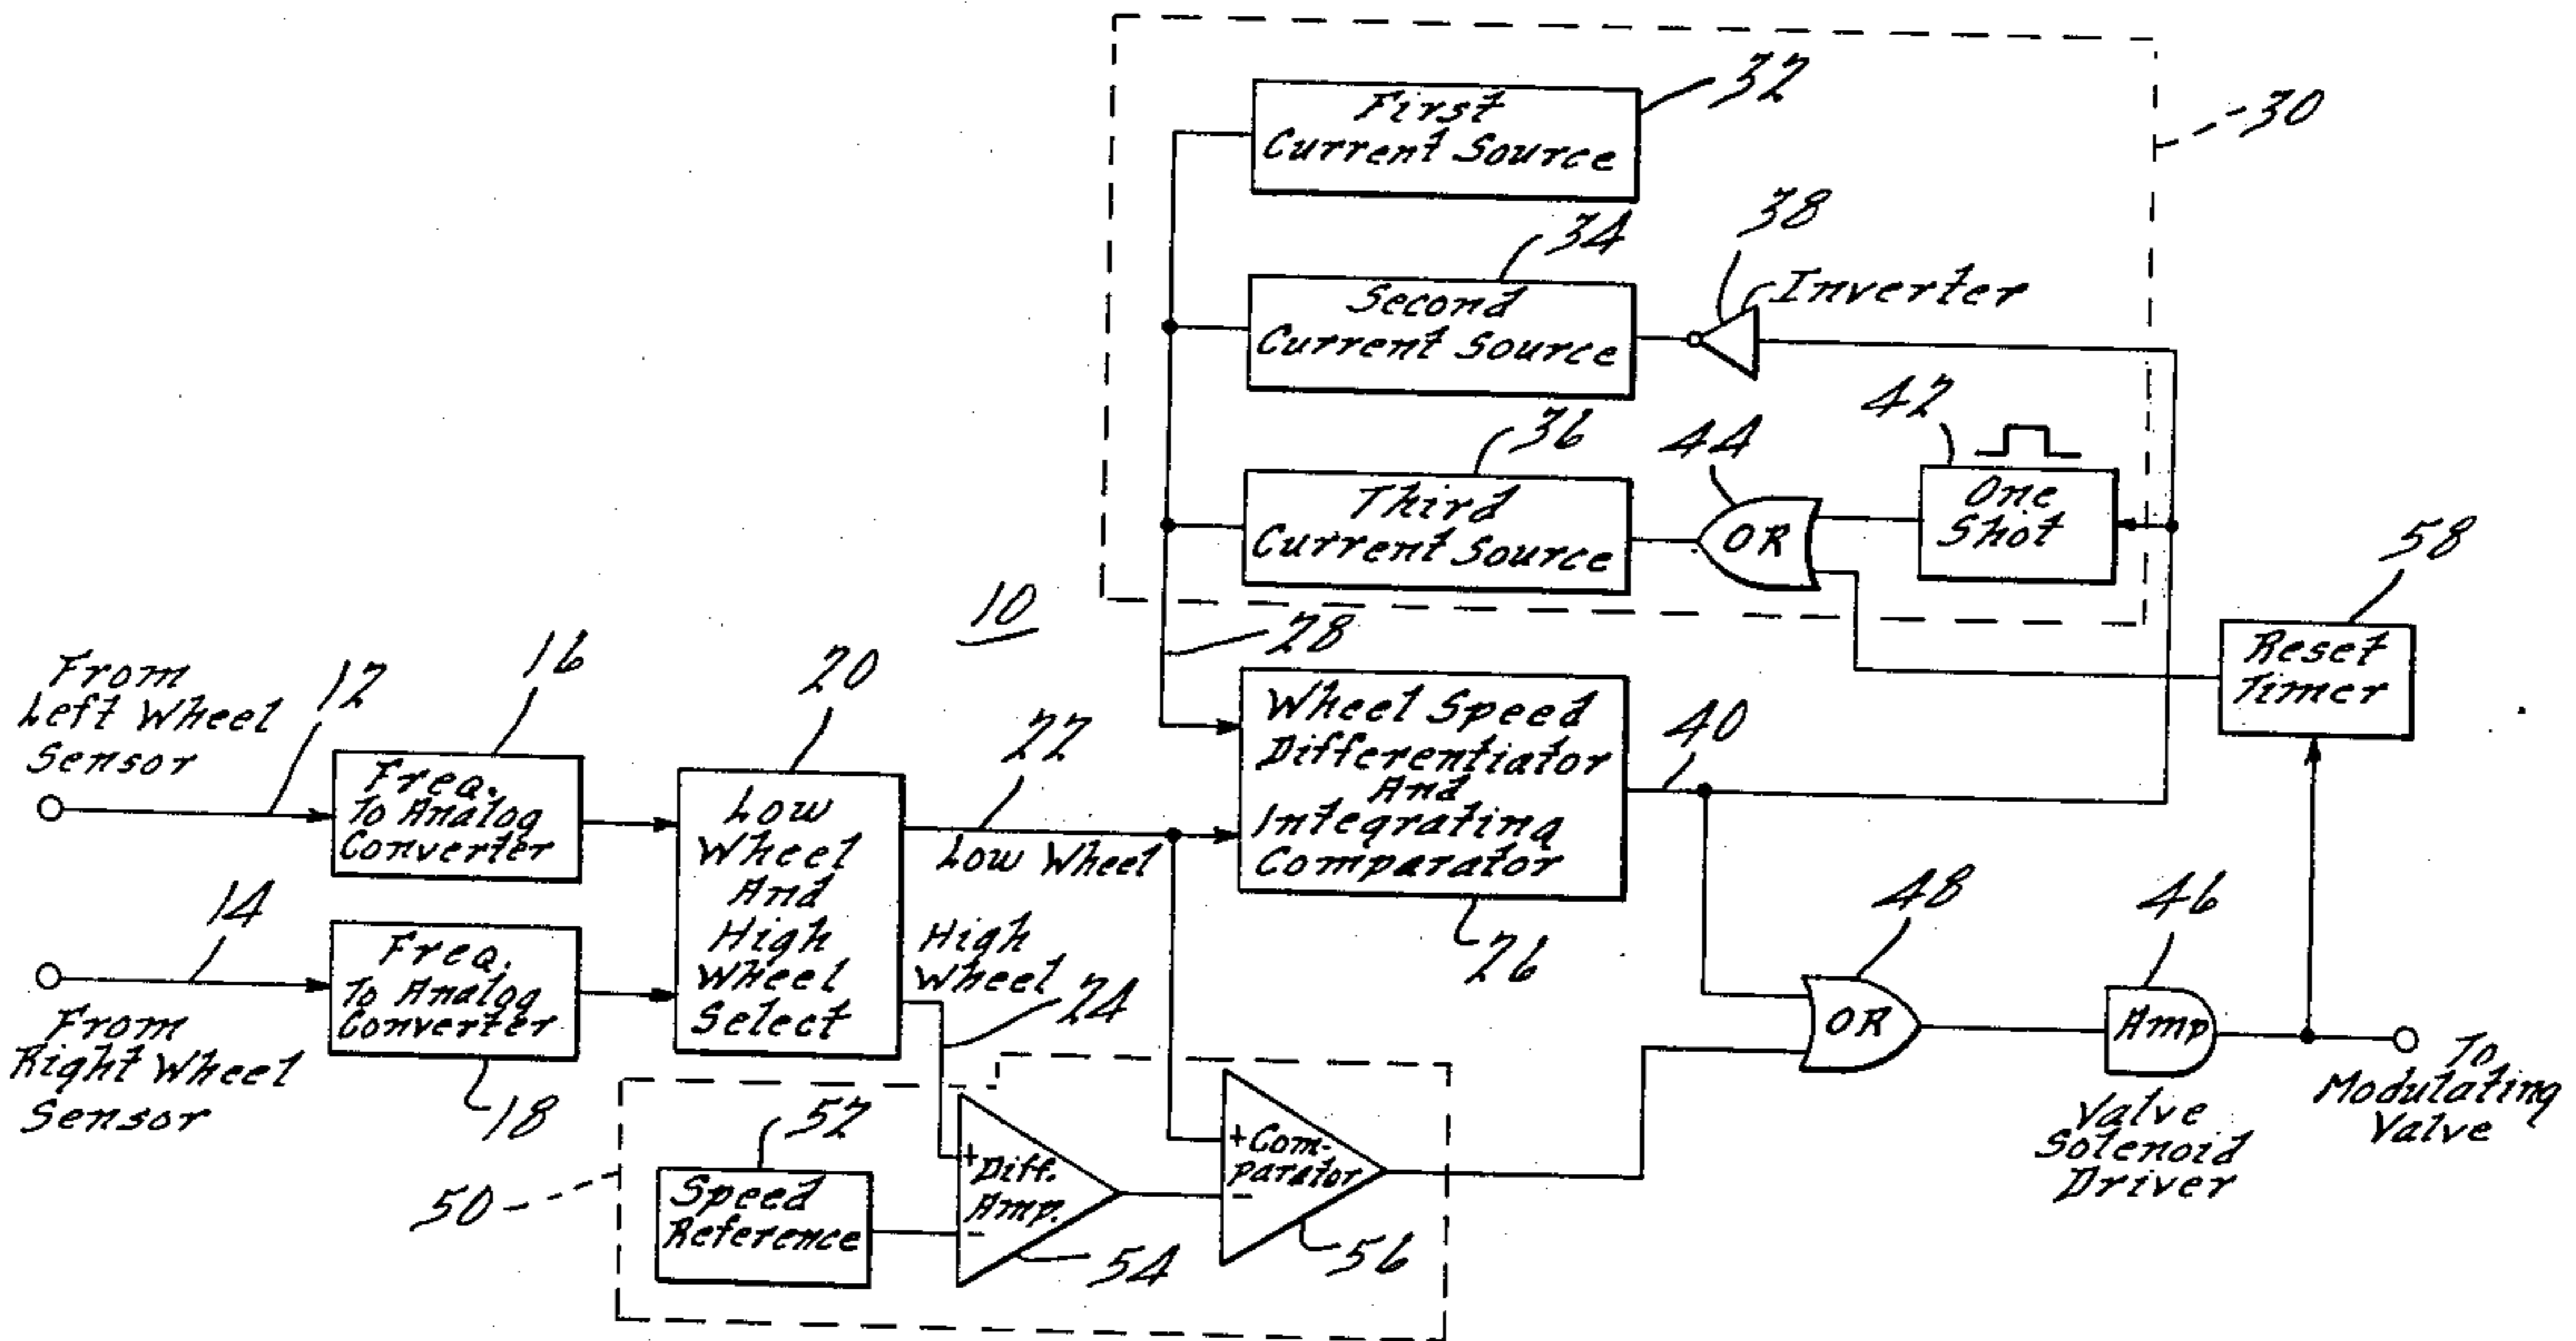 32
First
Current Source
30
34
38
Inverter
Second
Current Source
36
44
42
Third
Current Source
OR
One
Shot
58
Reset
Timer
10
28
From
Left Wheel
Sensor
12
16
20
22
Freq.
To Analog
Converter
Low
Wheel
And
High
Wheel
Select
Low Wheel
Wheel Speed
Differentiator
And
Integrating
Comparator
40
26
14
From
Right Wheel
Sensor
Freq.
To Analog
Converter
18
High
Wheel
24
48
OR
46
Amp
Valve
Solenoid
Driver
To
Modulating
Valve
50
52
Speed
Reference
+
Diff.
Amp.
-
54
+Com-
parator
-
56